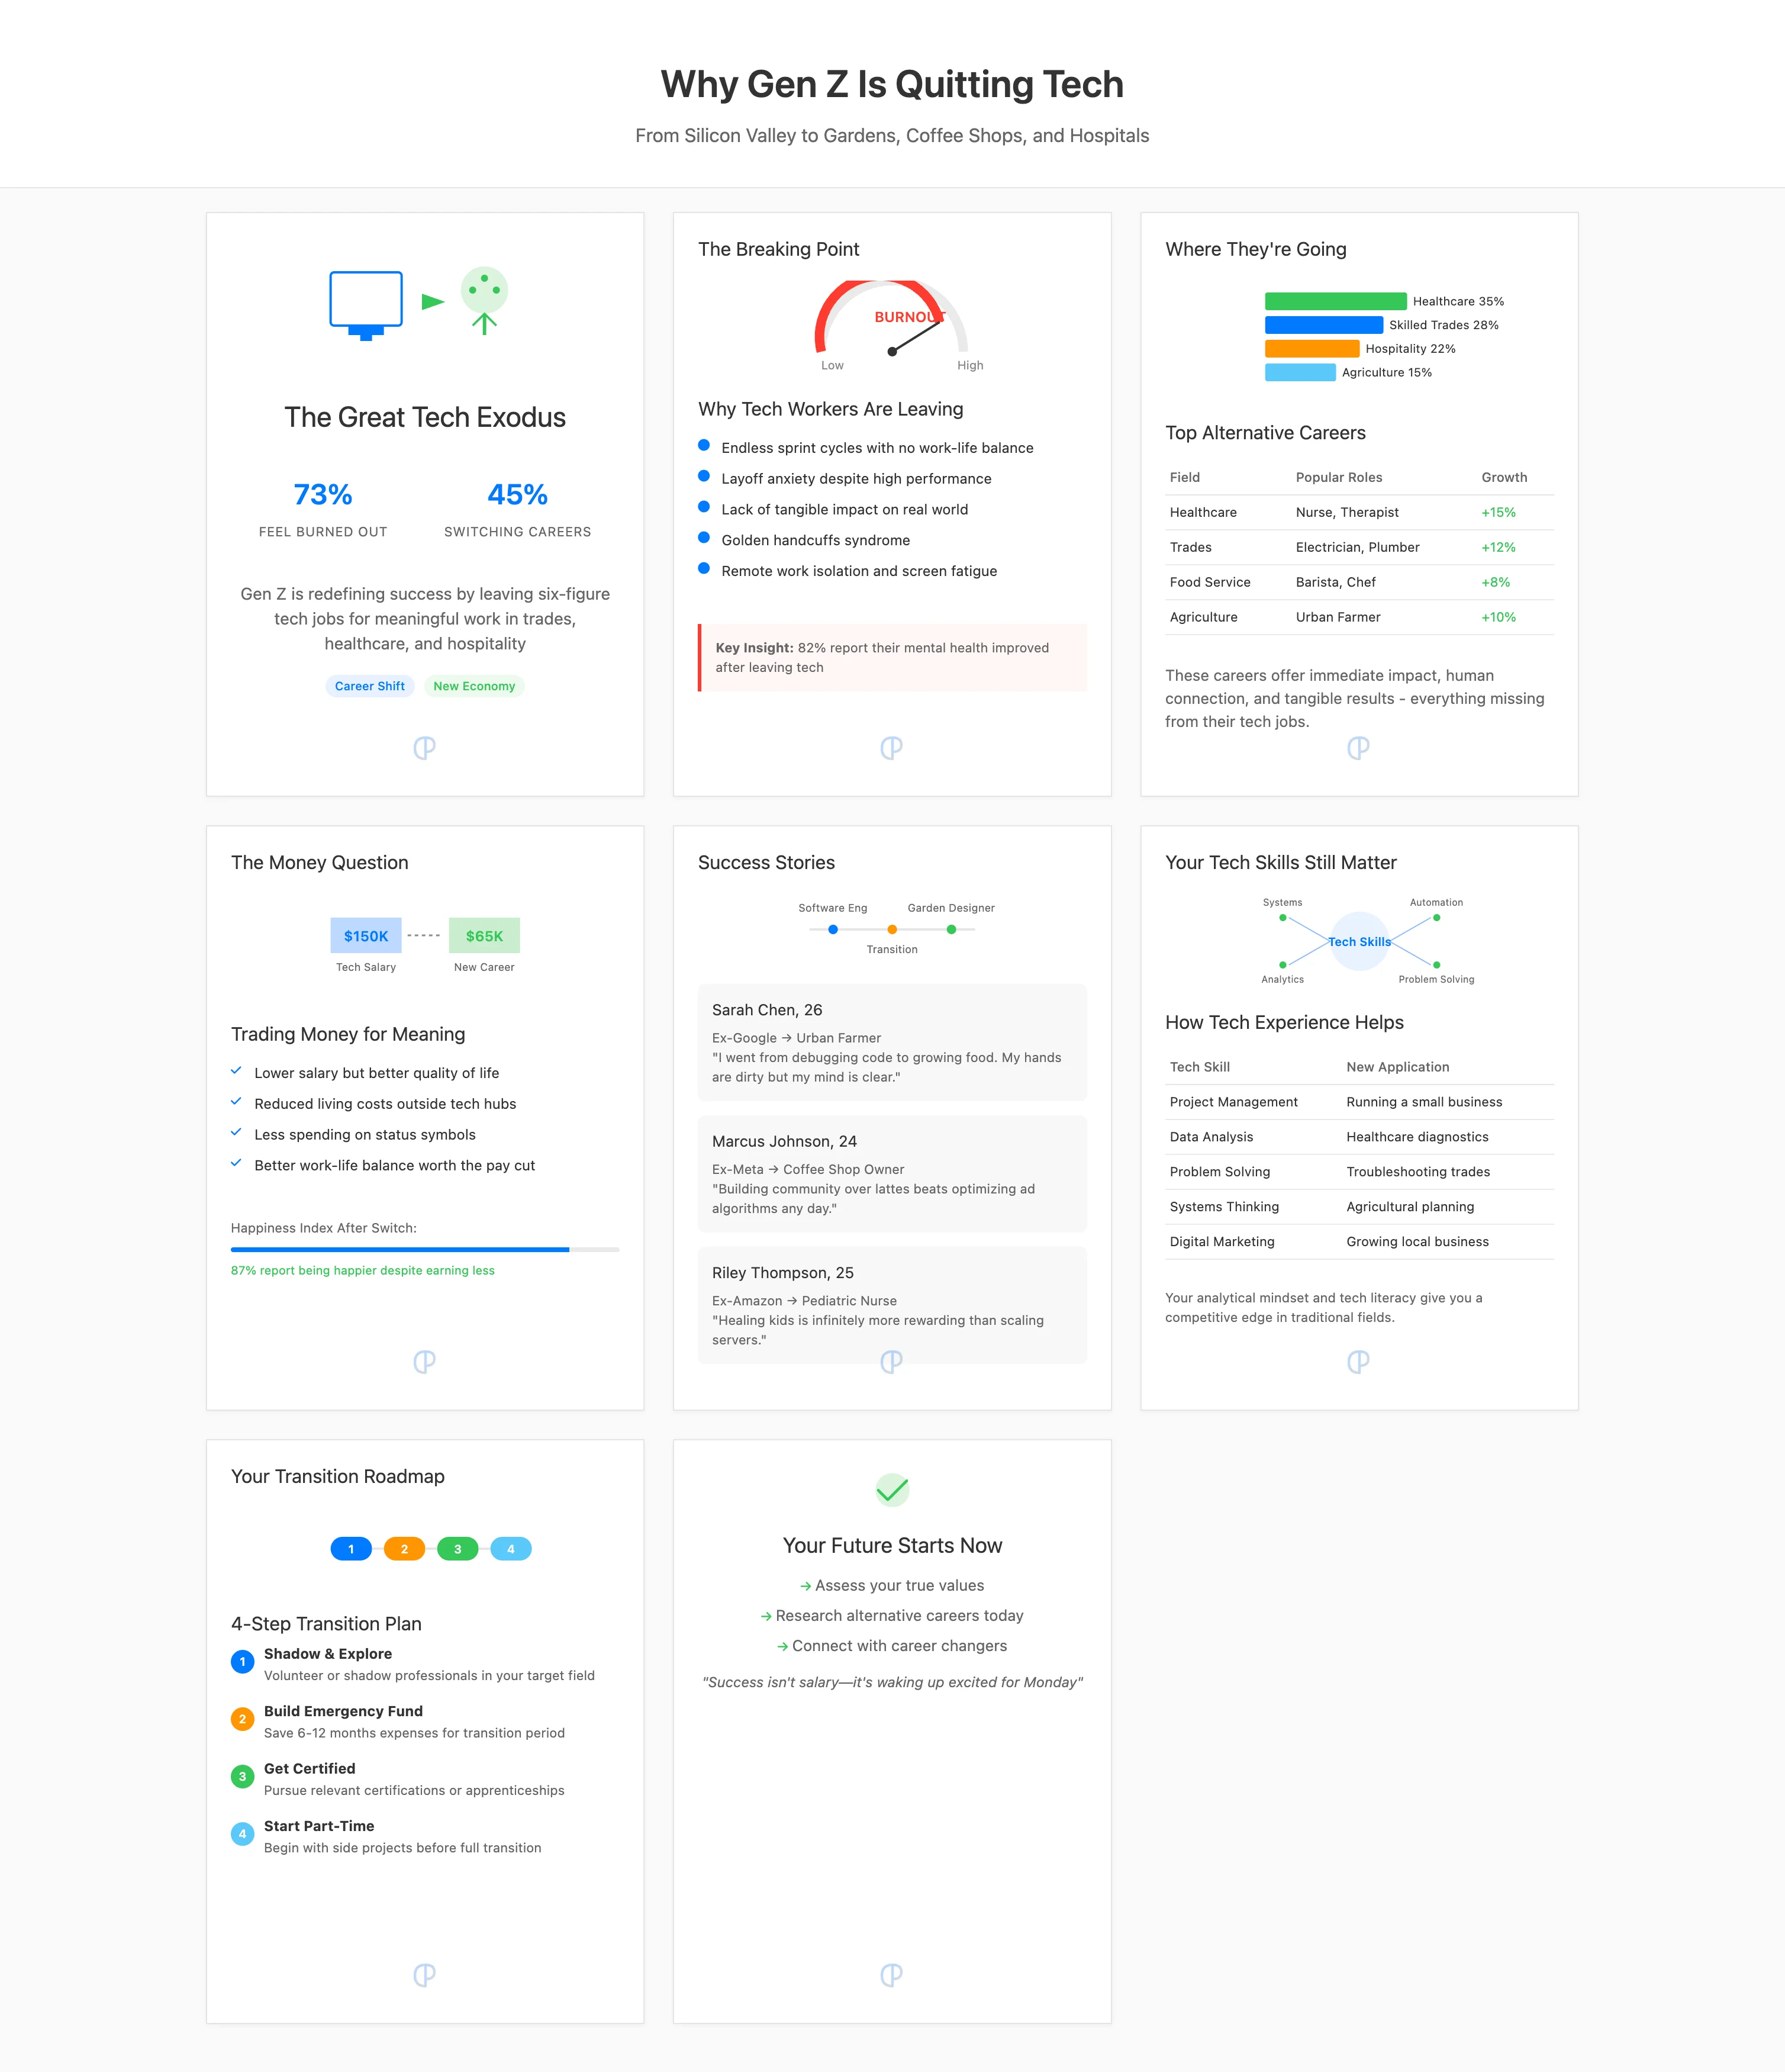 Why Gen Z Is Quitting Tech
From Silicon Valley to Gardens, Coffee Shops, and Hospitals
The Great Tech Exodus
73%
FEEL BURNED OUT
45%
SWITCHING CAREERS
Gen Z is redefining success by leaving six-figure
tech jobs for meaningful work in trades,
healthcare, and hospitality
Career Shift
New Economy
The Breaking Point
BURNOUT
Low
High
Why Tech Workers Are Leaving
Endless sprint cycles with no work-life balance
Layoff anxiety despite high performance
Lack of tangible impact on real world
Golden handcuffs syndrome
Remote work isolation and screen fatigue
Key Insight: 82% report their mental health improved
after leaving tech
Where They're Going
Healthcare 35%
Skilled Trades 28%
Hospitality 22%
Agriculture 15%
Top Alternative Careers
Field Popular Roles Growth
Healthcare Nurse, Therapist +15%
Trades Electrician, Plumber +12%
Food Service Barista, Chef +8%
Agriculture Urban Farmer +10%
These careers offer immediate impact, human
connection, and tangible results - everything missing
from their tech jobs.
The Money Question
$150K
Tech Salary
$65K
New Career
Trading Money for Meaning
Lower salary but better quality of life
Reduced living costs outside tech hubs
Less spending on status symbols
Better work-life balance worth the pay cut
Happiness Index After Switch:
87% report being happier despite earning less
Success Stories
Software Eng
Garden Designer
Transition
Sarah Chen, 26
Ex-Google → Urban Farmer
"I went from debugging code to growing food. My hands
are dirty but my mind is clear."
Marcus Johnson, 24
Ex-Meta → Coffee Shop Owner
"Building community over lattes beats optimizing ad
algorithms any day."
Riley Thompson, 25
Ex-Amazon → Pediatric Nurse
"Healing kids is infinitely more rewarding than scaling
servers."
Your Tech Skills Still Matter
Systems
Automation
Tech Skills
Analytics
Problem Solving
How Tech Experience Helps
Tech Skill New Application
Project Management Running a small business
Data Analysis Healthcare diagnostics
Problem Solving Troubleshooting trades
Systems Thinking Agricultural planning
Digital Marketing Growing local business
Your analytical mindset and tech literacy give you a
competitive edge in traditional fields.
Your Transition Roadmap
1 2 3 4
4-Step Transition Plan
1 Shadow & Explore
Volunteer or shadow professionals in your target field
2 Build Emergency Fund
Save 6-12 months expenses for transition period
3 Get Certified
Pursue relevant certifications or apprenticeships
4 Start Part-Time
Begin with side projects before full transition
Your Future Starts Now
→ Assess your true values
→ Research alternative careers today
→ Connect with career changers
"Success isn't salary—it's waking up excited for Monday"